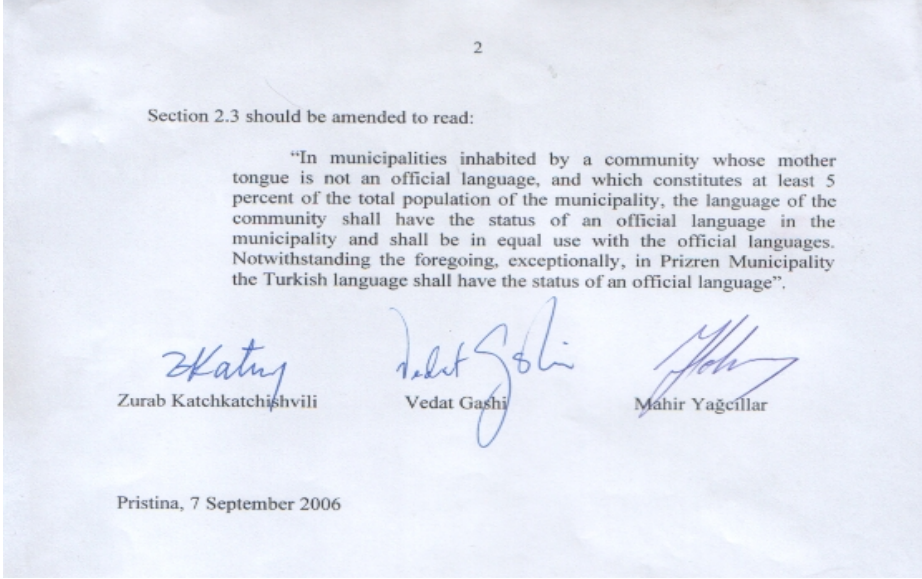 2
Section 2.3 should be amended to read:
“In municipalities inhabited by a community whose mother
tongue is not an official language, and which constitutes at least 5
percent of the total population of the municipality, the language of the
community shall have the status of an official language in the
municipality and shall be in equal use with the official languages.
Notwithstanding the foregoing, exceptionally, in Prizren Municipality
the Turkish language shall have the status of an official language”.
Vedat Gashi
Zurab Katchkatchishvili Vedat Gashi Mahir Yağcıllar
Pristina, 7 September 2006